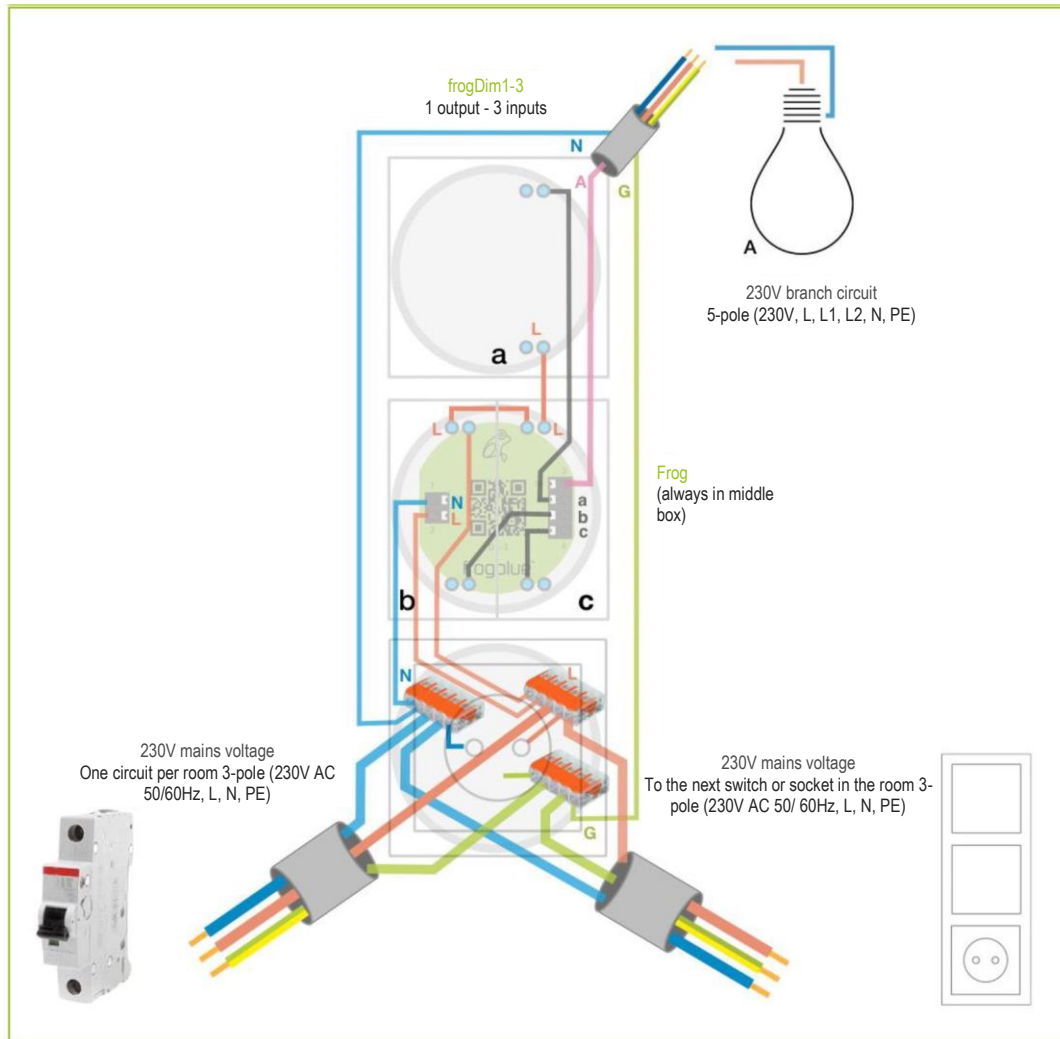 frogDim1-3
1 output - 3 inputs
N
A
G
A
230V branch circuit
5-pole (230V, L, L1, L2, N, PE)
L
a
L
L
Frog
(always in middle
box)
N
L
a
b
c
frogblue
b
c
N
L
230V mains voltage
One circuit per room 3-pole (230V AC
50/60Hz, L, N, PE)
230V mains voltage
To the next switch or socket in the room 3-
pole (230V AC 50/ 60Hz, L, N, PE)
G